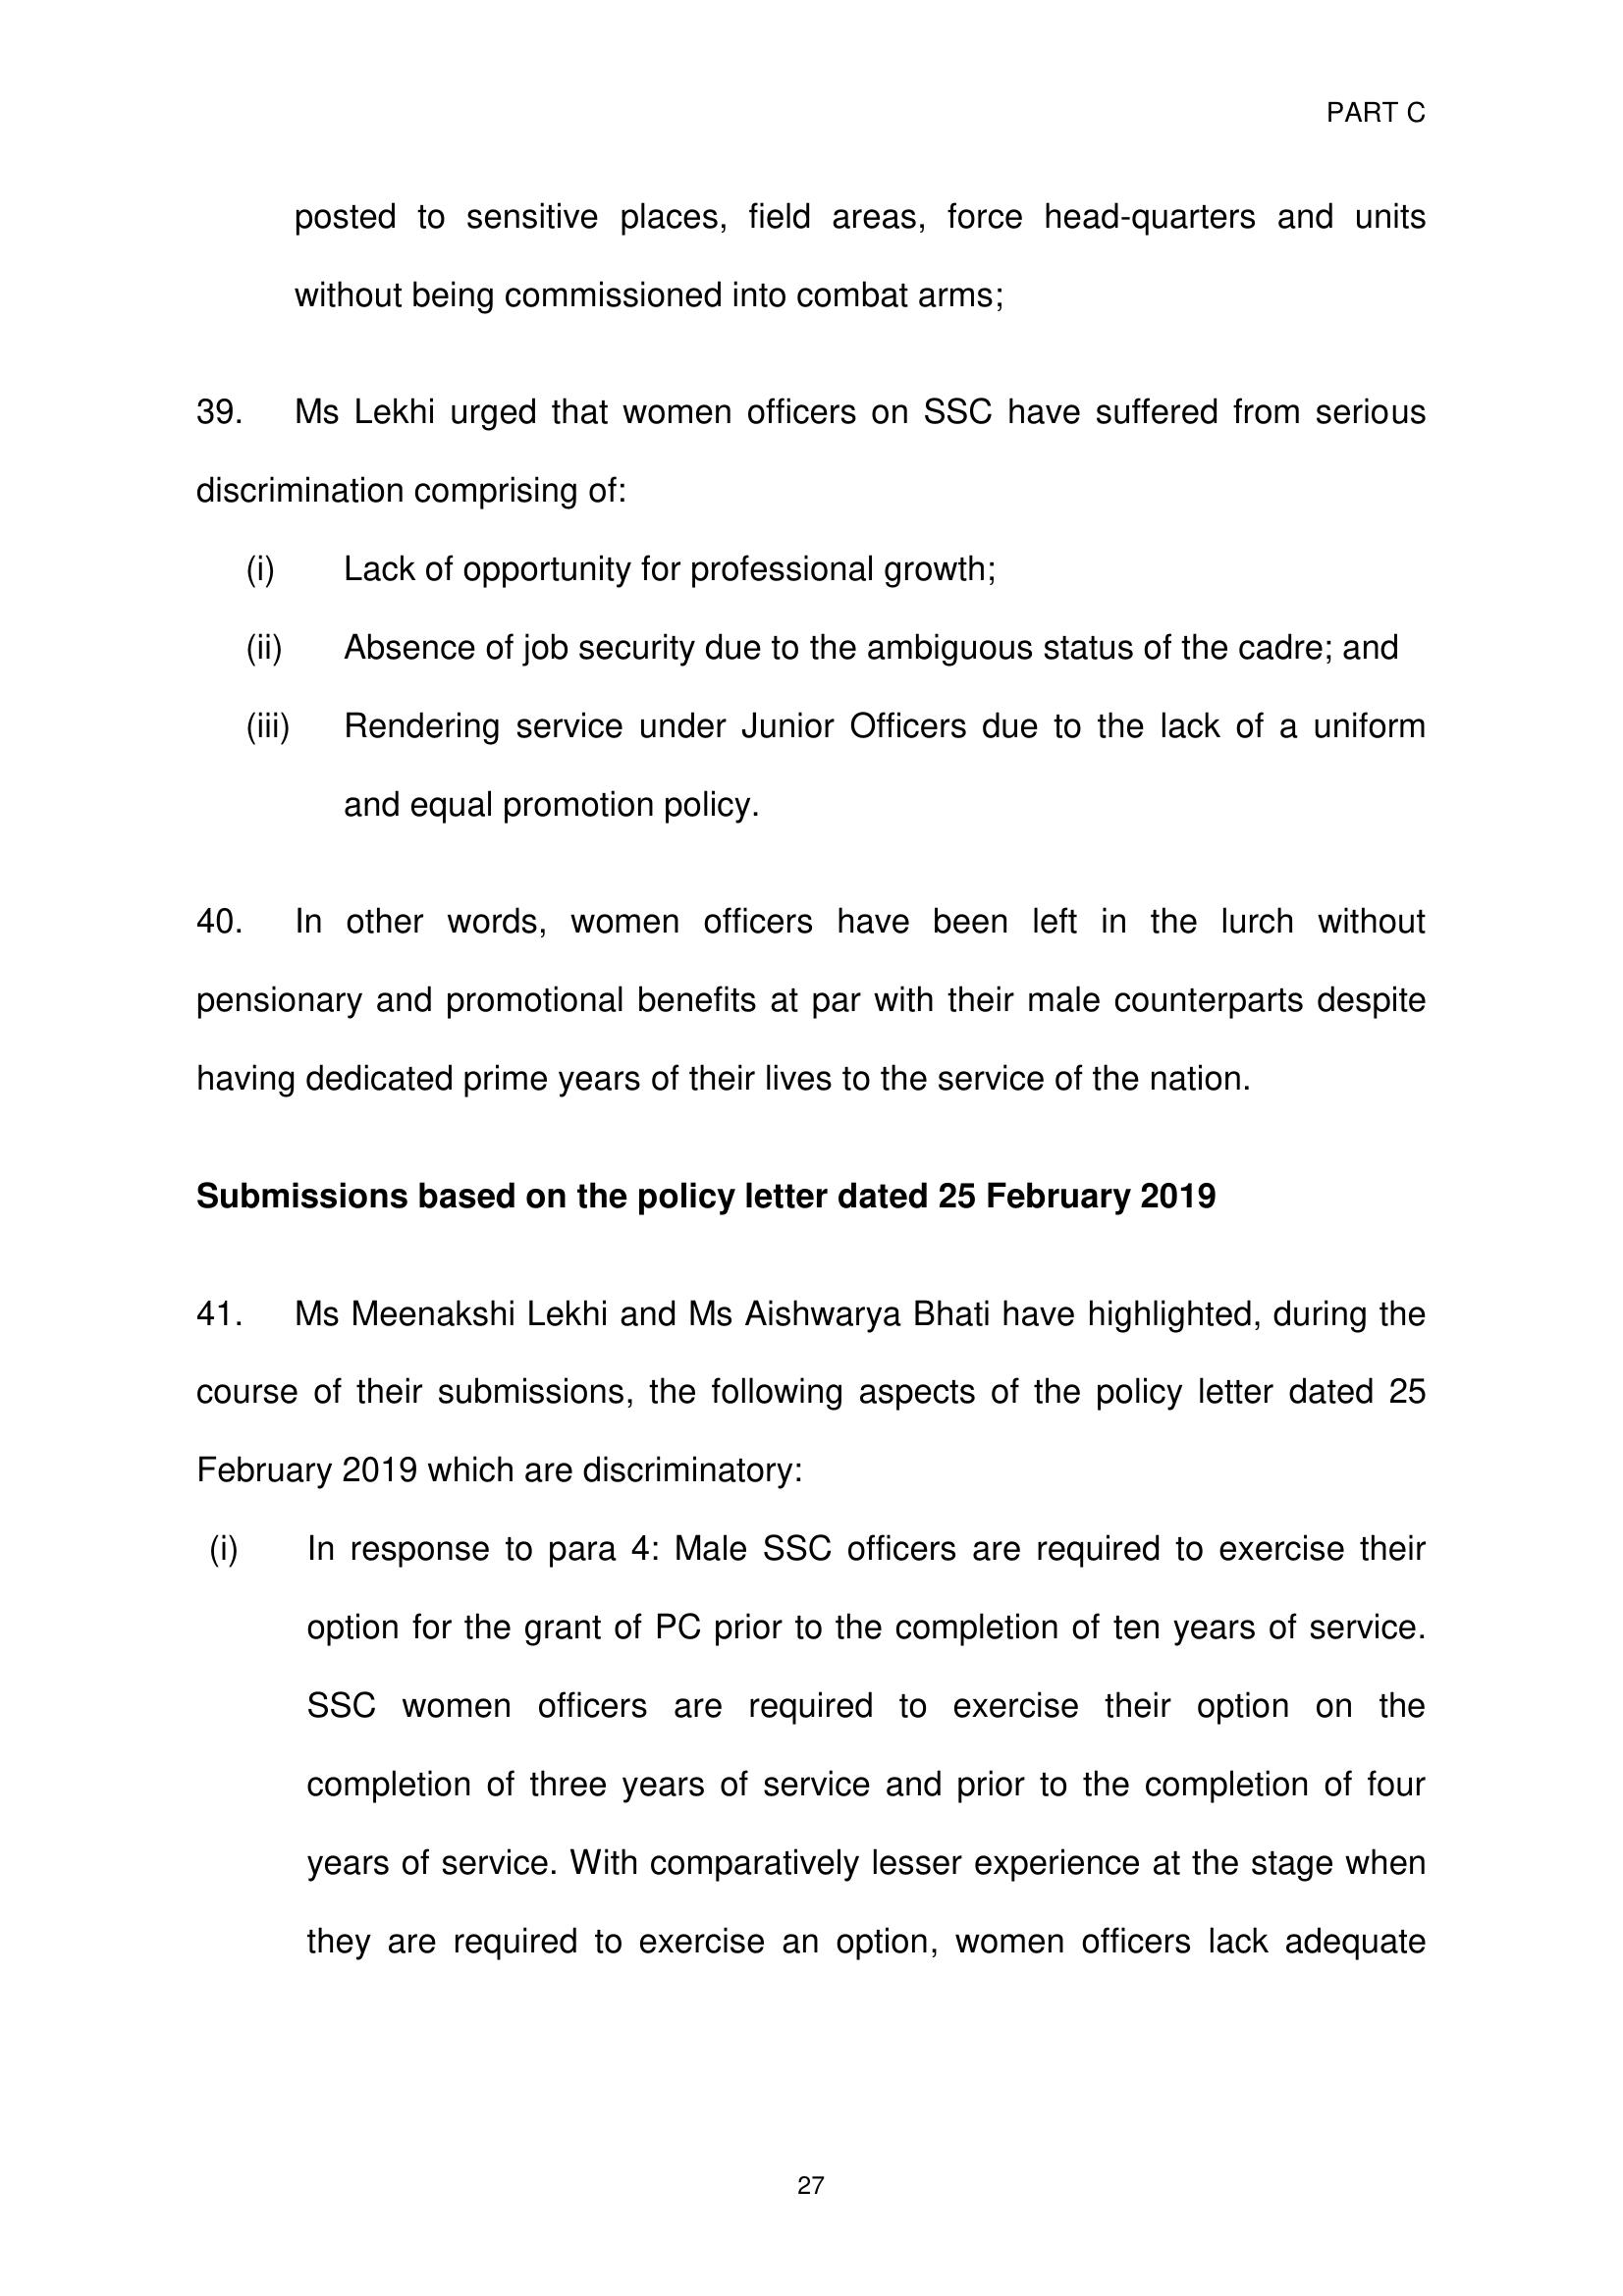 PART C
posted to sensitive places, field areas, force head-quarters and units
without being commissioned into combat arms;
39. Ms Lekhi urged that women officers on SSC have suffered from serious
discrimination comprising of:
(i) Lack of opportunity for professional growth;
(ii) Absence of job security due to the ambiguous status of the cadre; and
(iii) Rendering service under Junior Officers due to the lack of a uniform
and equal promotion policy.
40. In other words, women officers have been left in the lurch without
pensionary and promotional benefits at par with their male counterparts despite
having dedicated prime years of their lives to the service of the nation.
Submissions based on the policy letter dated 25 February 2019
41. Ms Meenakshi Lekhi and Ms Aishwarya Bhati have highlighted, during the
course of their submissions, the following aspects of the policy letter dated 25
February 2019 which are discriminatory:
(i) In response to para 4: Male SSC officers are required to exercise their
option for the grant of PC prior to the completion of ten years of service.
SSC women officers are required to exercise their option on the
completion of three years of service and prior to the completion of four
years of service. With comparatively lesser experience at the stage when
they are required to exercise an option, women officers lack adequate
27